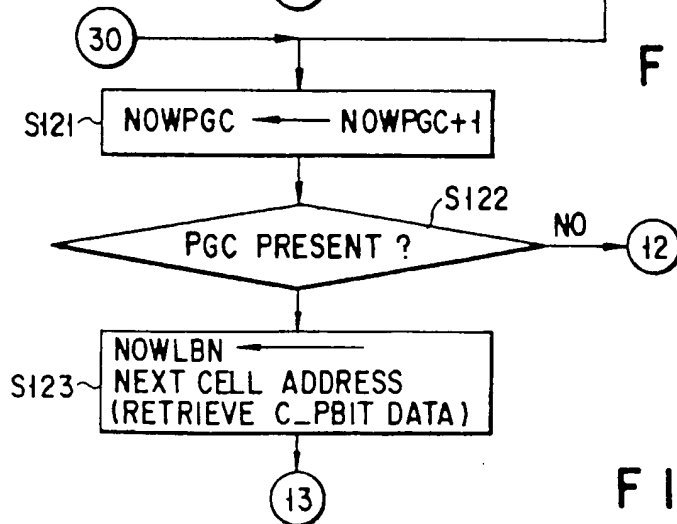 30
F
S121
NOWPGC ← NOWPGC+1
S122
PGC PRESENT ?
NO
12
S123
NOWLBN ←
NEXT CELL ADDRESS
(RETRIEVE C_PBIT DATA)
13
FI